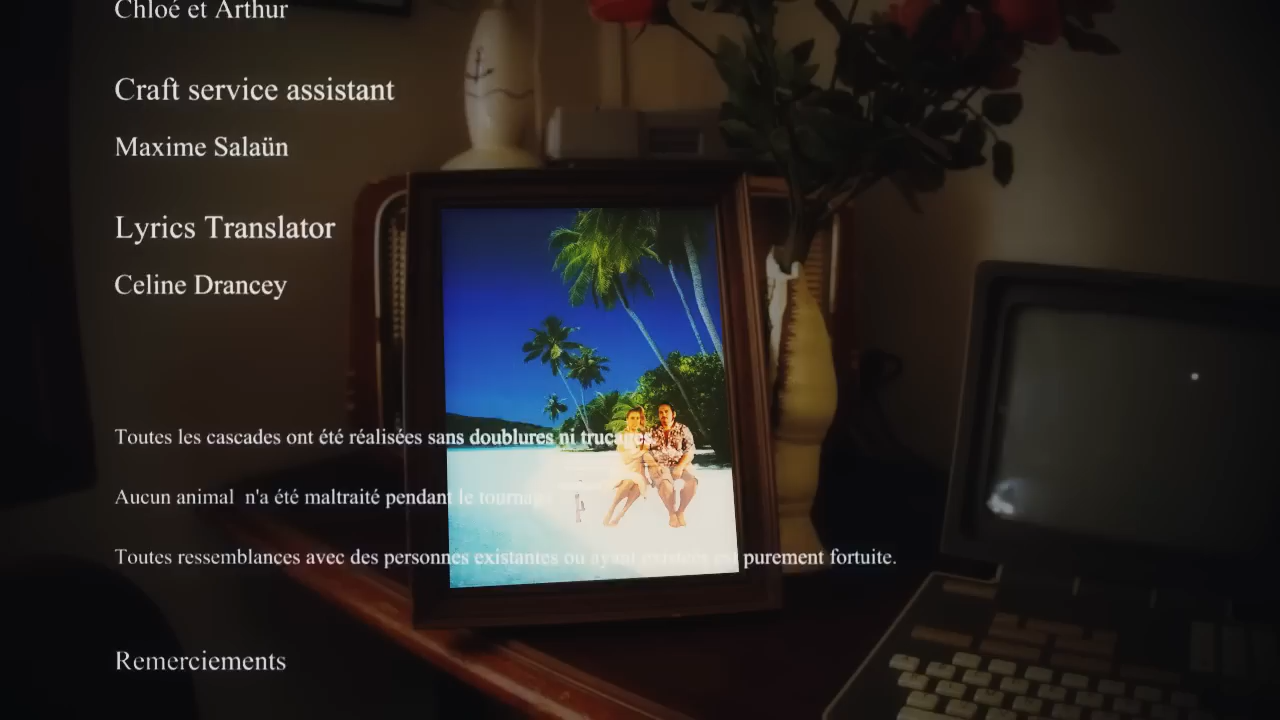 Chloé et Arthur
Craft service assistant
Maxime Salaün
Lyrics Translator
Celine Drancey
Toutes les cascades ont été réalisées sans doublures ni trucages.
Aucun animal n'a été maltraité pendant le tournage
Toutes ressemblances avec des personnes existantes ou ayant existées est purement fortuite.
Remerciements